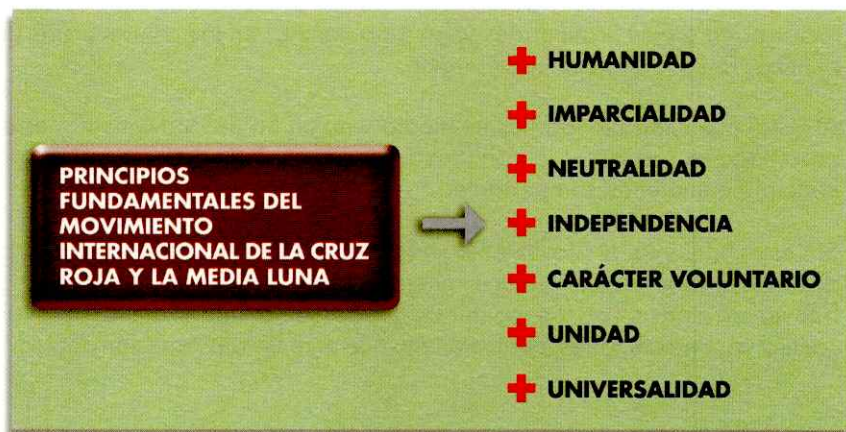 PRINCIPIOS
FUNDAMENTALES DEL
MOVIMIENTO
INTERNACIONAL DE LA CRUZ
ROJA Y LA MEDIA LUNA
HUMANIDAD
IMPARCIALIDAD
NEUTRALIDAD
INDEPENDENCIA
CARÁCTER VOLUNTARIO
UNIDAD
UNIVERSALIDAD